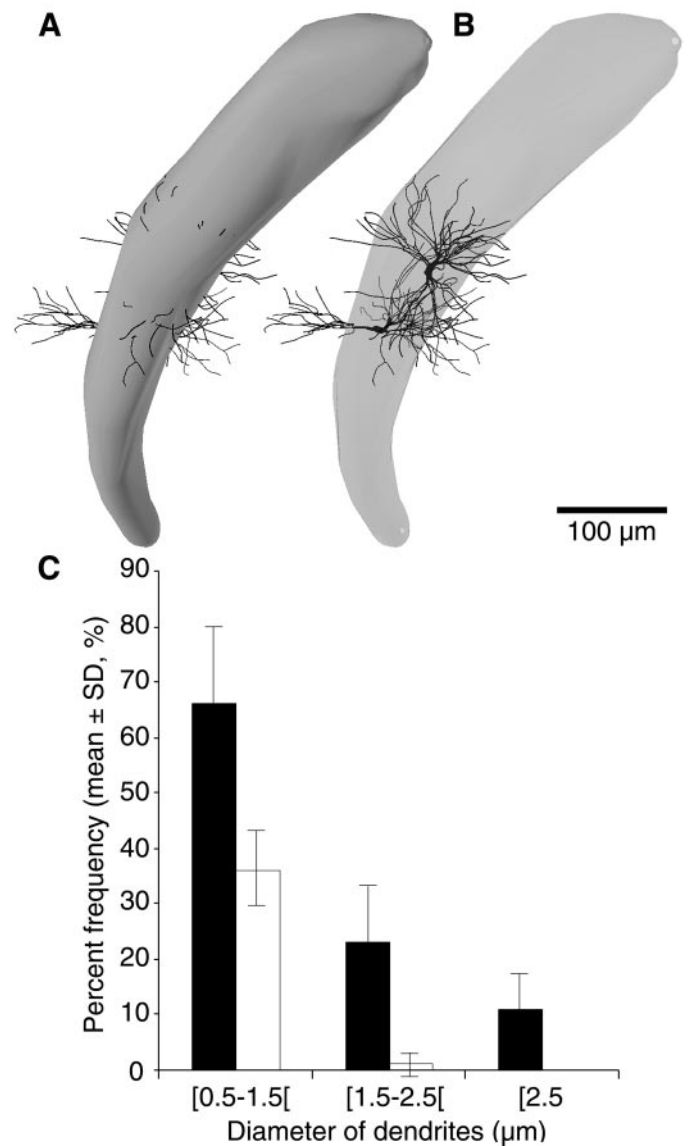 A
B
100 µm
C
Percent frequency (mean ± SD, %)
90
80
70
60
50
40
30
20
10
0
[0.5-1.5[ [1.5-2.5[ [2.5
Diameter of dendrites (µm)